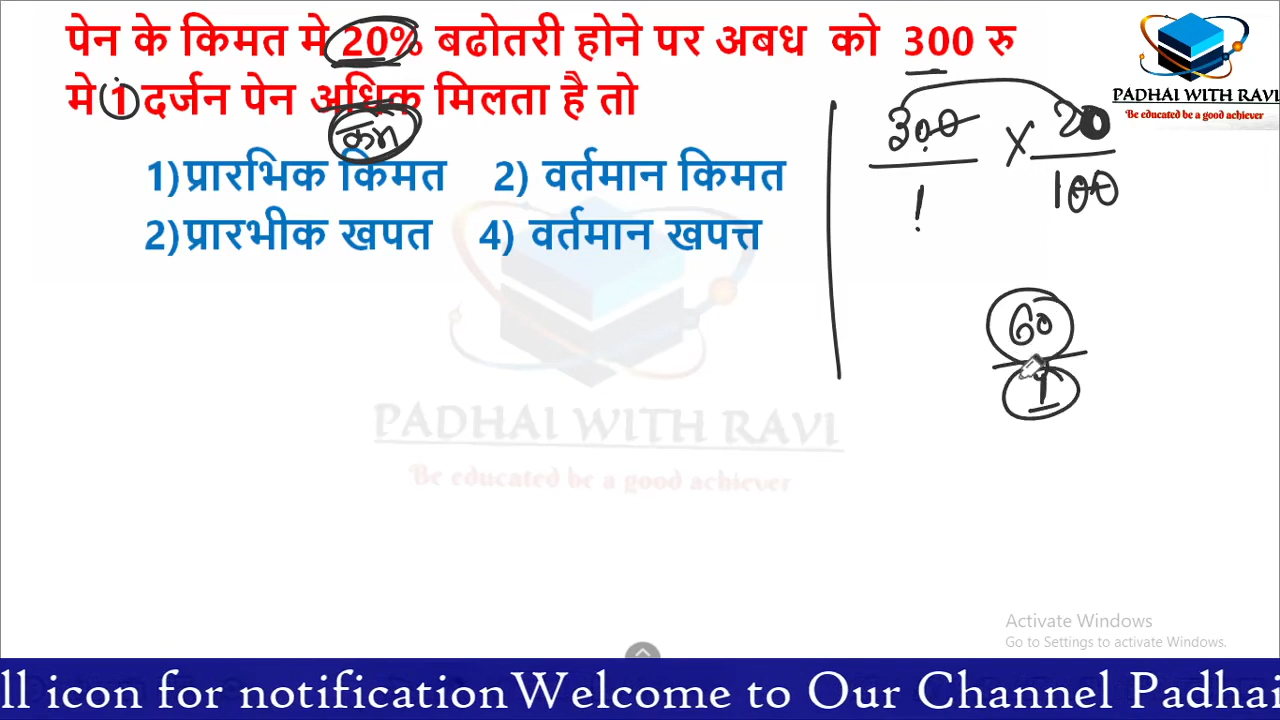 पेन के किमत मे 20% बढोतरी होने पर अबध को 300 रु
मे 1 दर्जन पेन अधिक मिलता है तो
कम
1)प्रारभिक किमत 2) वर्तमान किमत
2)प्रारभीक खपत 4) वर्तमान खपत्त
300 × 20
1 100
60
1
PADHAI WITH RAVI
Be educated be a good achiever
PADHAI WITH RAVI
Be educated be a good achiever
Activate Windows
Go to Settings to activate Windows.
ll icon for notificationWelcome to Our Channel Padhai